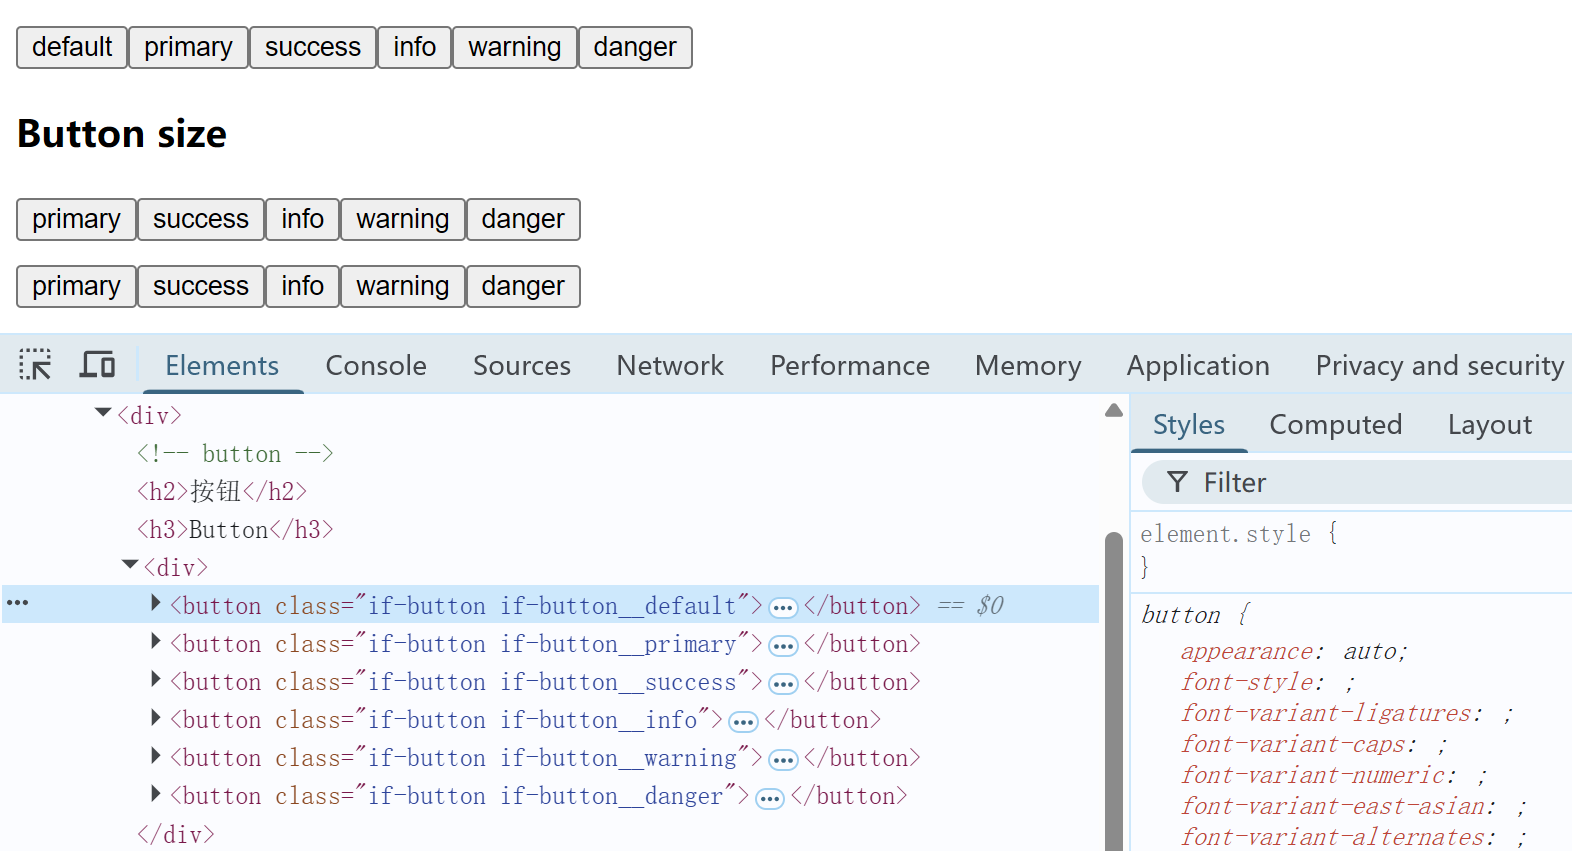 default primary success info warning danger
Button size
primary success info warning danger
primary success info warning danger
Elements Console Sources Network Performance Memory Application Privacy and security
<div>
<!-- button -->
<h2>按钮</h2>
<h3>Button</h3>
<div>
<button class="if-button if-button__default">…</button> == $0
<button class="if-button if-button__primary">…</button>
<button class="if-button if-button__success">…</button>
<button class="if-button if-button__info">…</button>
<button class="if-button if-button__warning">…</button>
<button class="if-button if-button__danger">…</button>
</div>
Styles Computed Layout
Filter
element.style {
}
button {
appearance: auto;
font-style: ;
font-variant-ligatures: ;
font-variant-caps: ;
font-variant-numeric: ;
font-variant-east-asian: ;
font-variant-alternates: ;